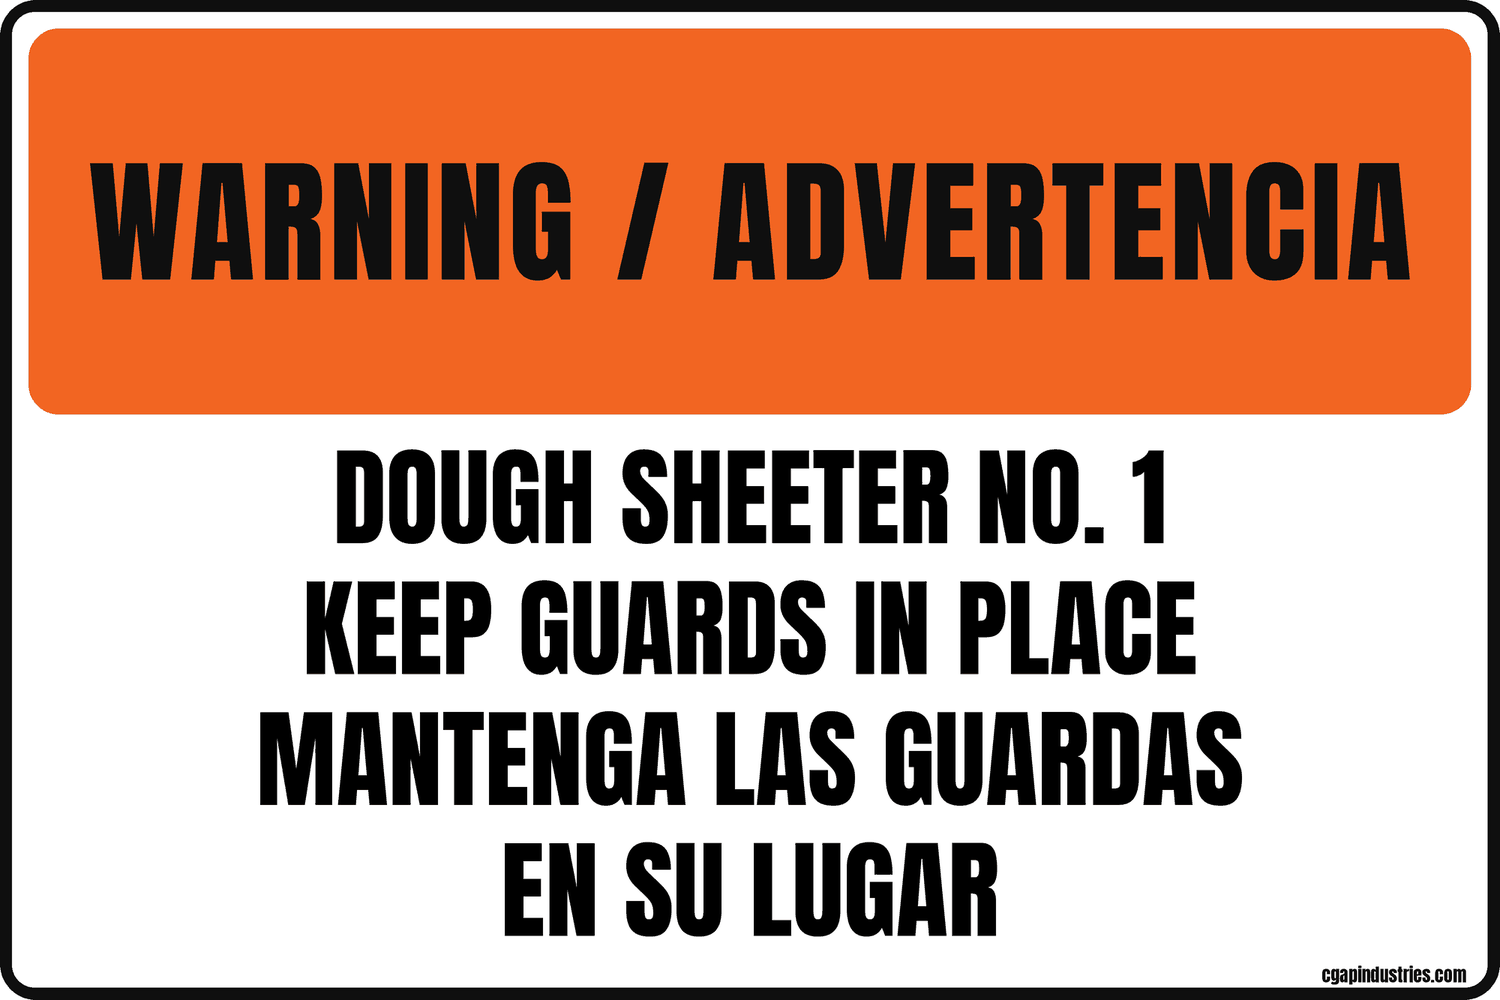 WARNING / ADVERTENCIA
DOUGH SHEETER NO. 1
KEEP GUARDS IN PLACE
MANTENGA LAS GUARDAS
EN SU LUGAR
cgapindustries.com